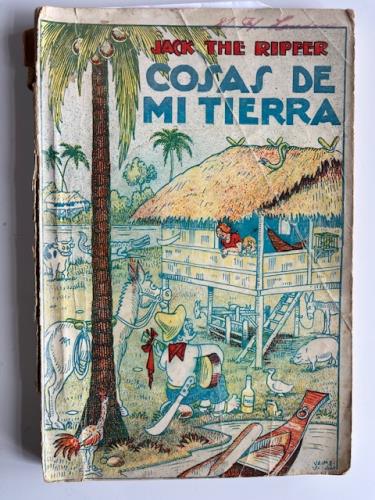 JACK THE RIPPER
COSAS DE
MI TIERRA